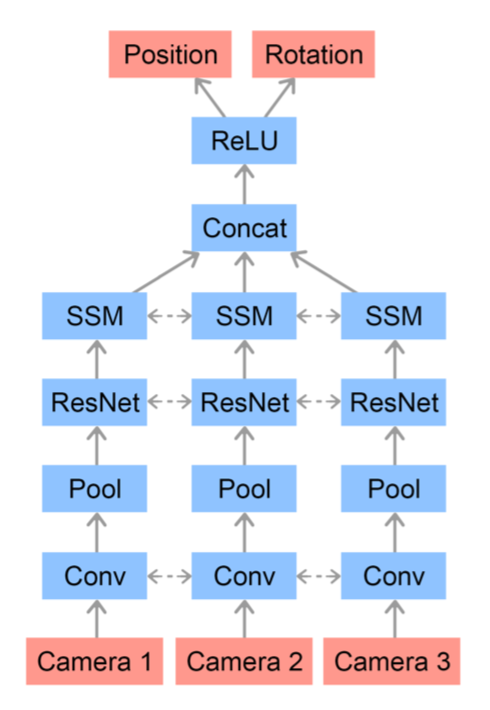 Position Rotation
ReLU
Concat
SSM SSM SSM
ResNet ResNet ResNet
Pool Pool Pool
Conv Conv Conv
Camera 1 Camera 2 Camera 3